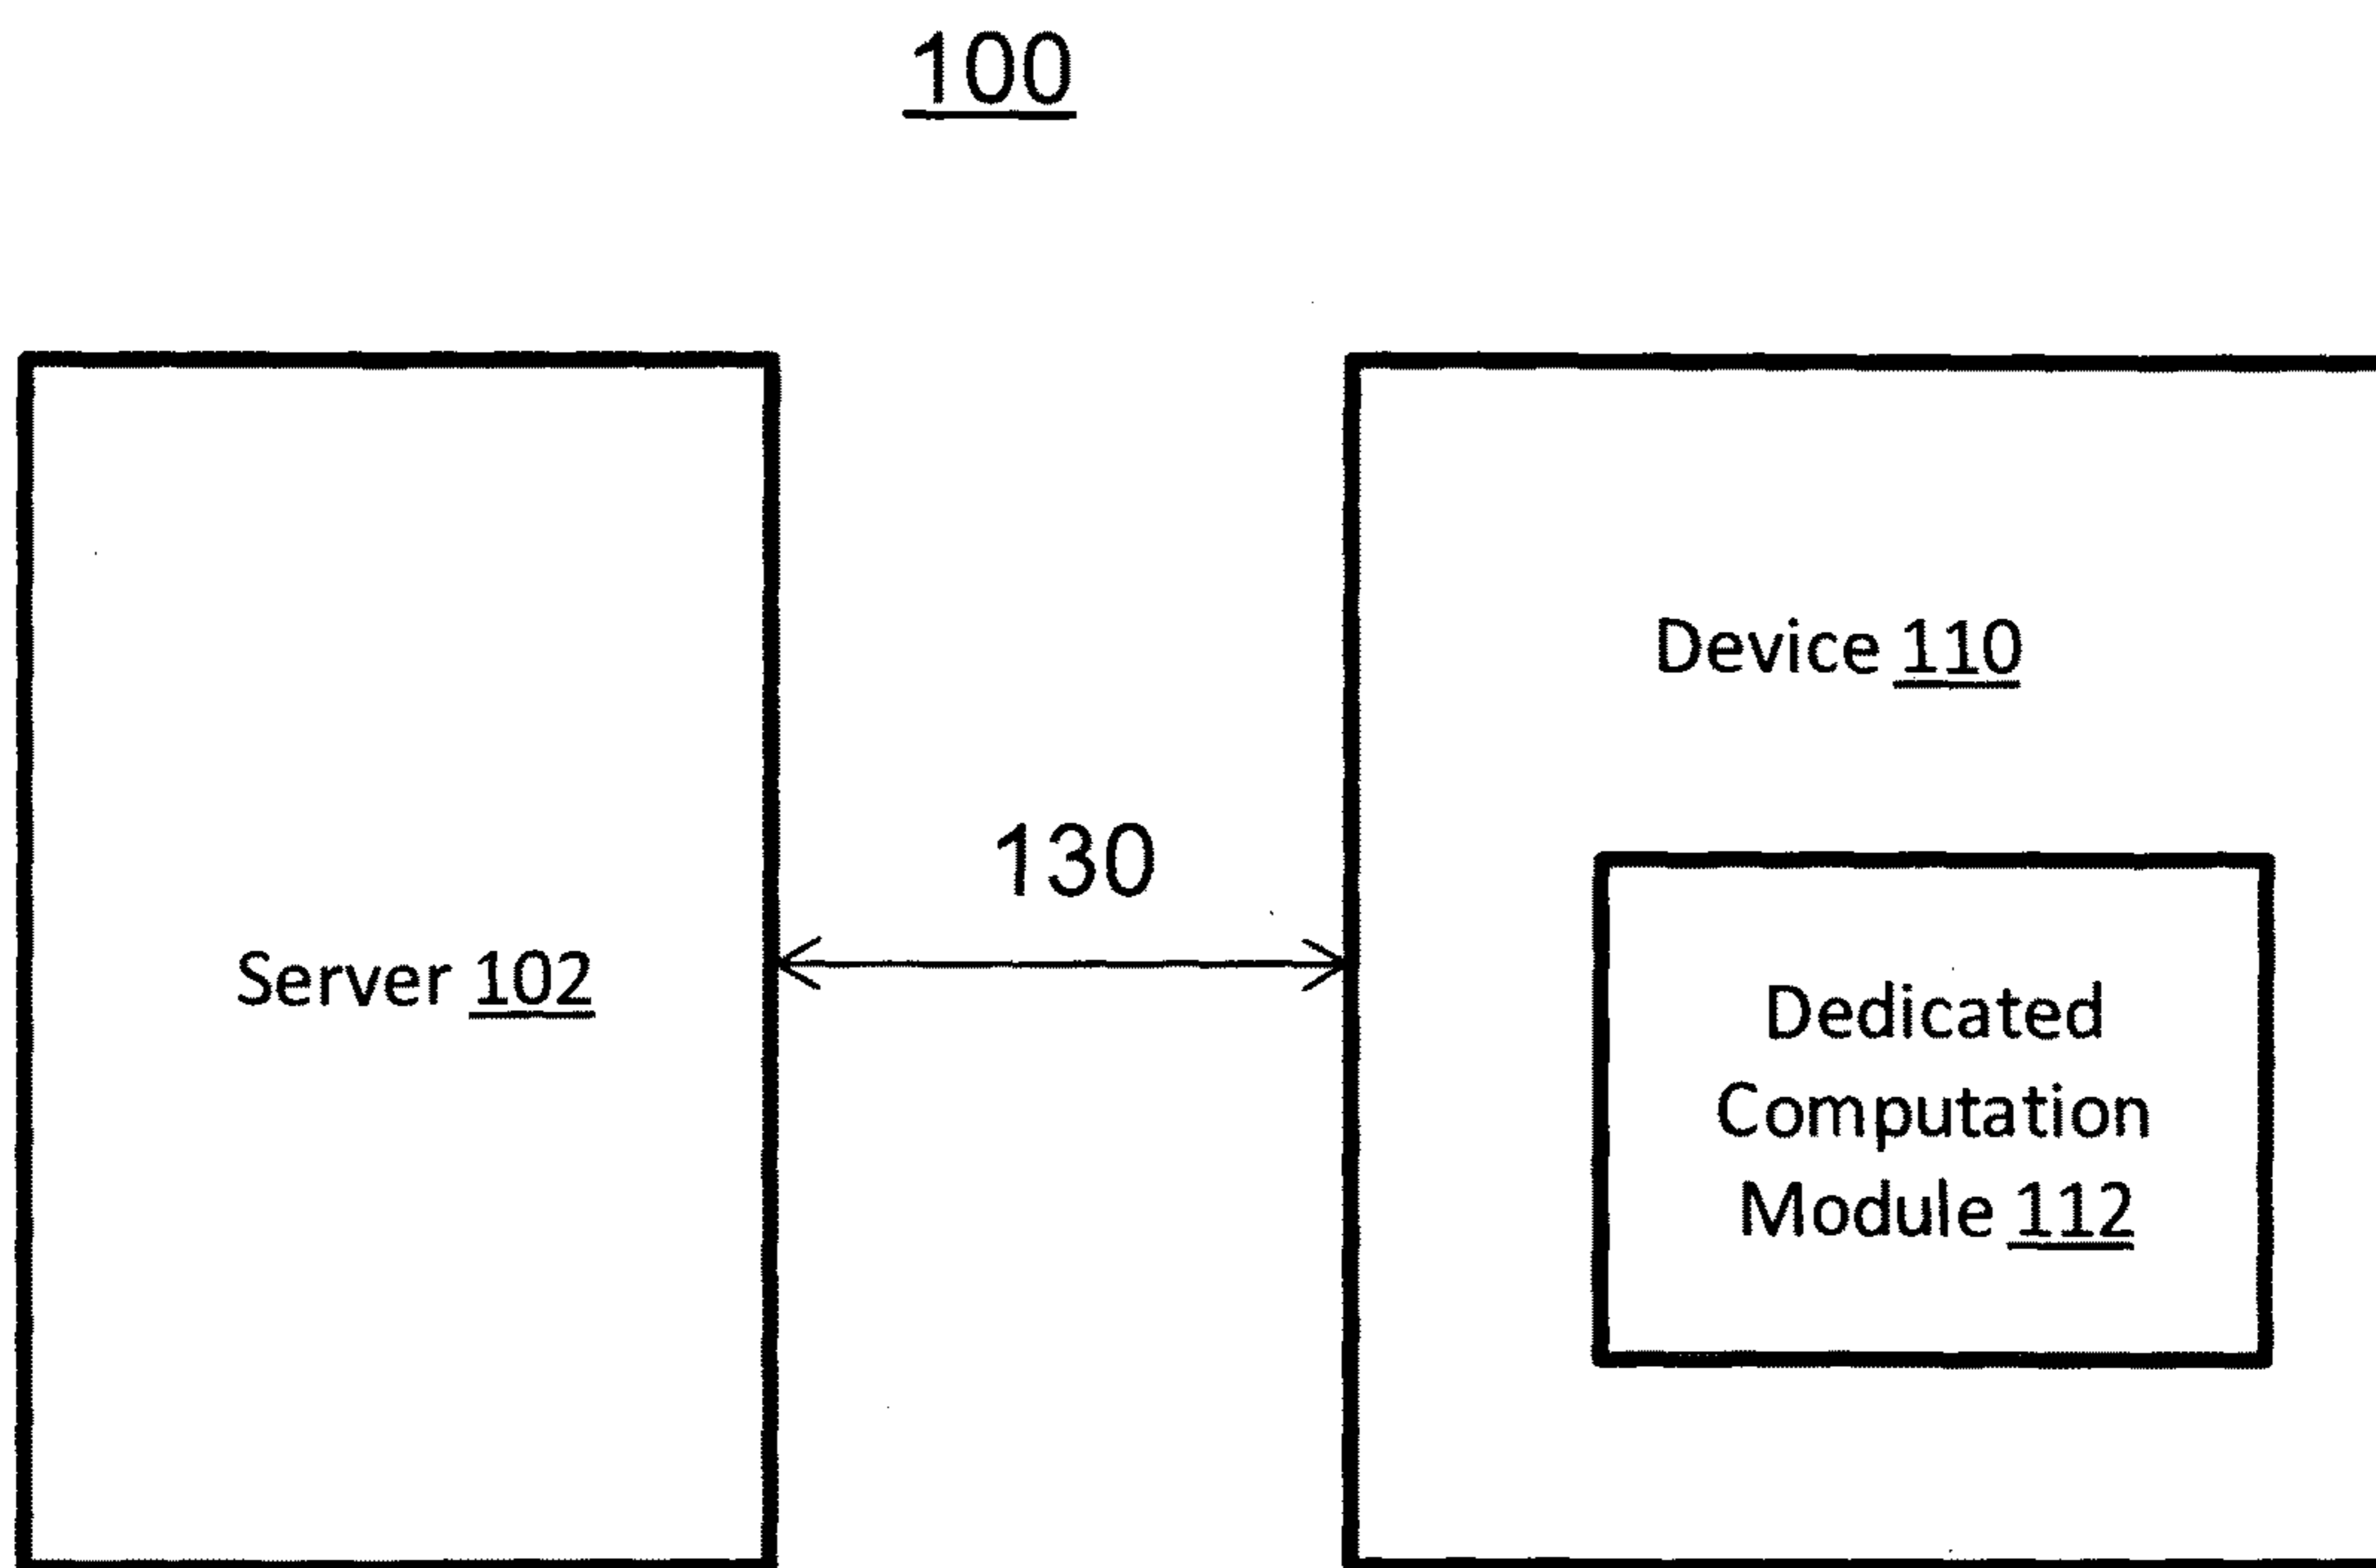 100
Device 110
130
Server 102
Dedicated
Computation
Module 112